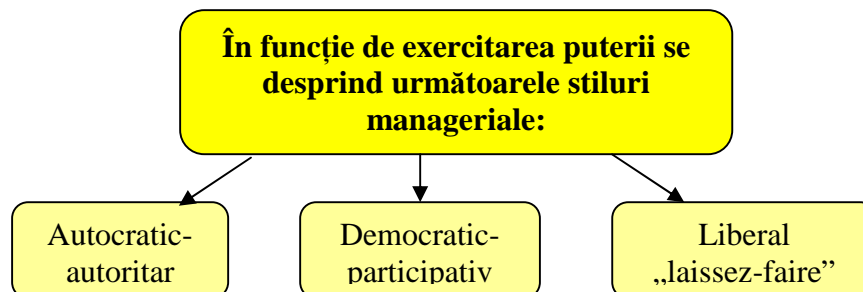 În funcție de exercitarea puterii se
desprind următoarele stiluri
manageriale:
Autocratic-
autoritar
Democratic-
participativ
Liberal
„laissez-faire”